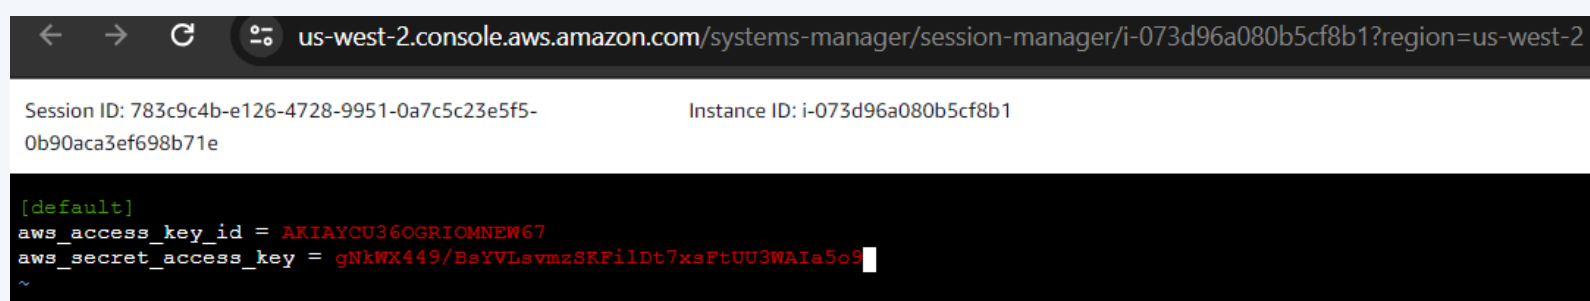 us-west-2.console.aws.amazon.com/systems-manager/session-manager/i-073d96a080b5cf8b1?region=us-west-2
Session ID: 783c9c4b-e126-4728-9951-0a7c5c23e5f5-
0b90aca3ef698b71e
Instance ID: i-073d96a080b5cf8b1
[default]
aws_access_key_id = AKIAYCU36OGRIOMNEW67
aws_secret_access_key = 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
~